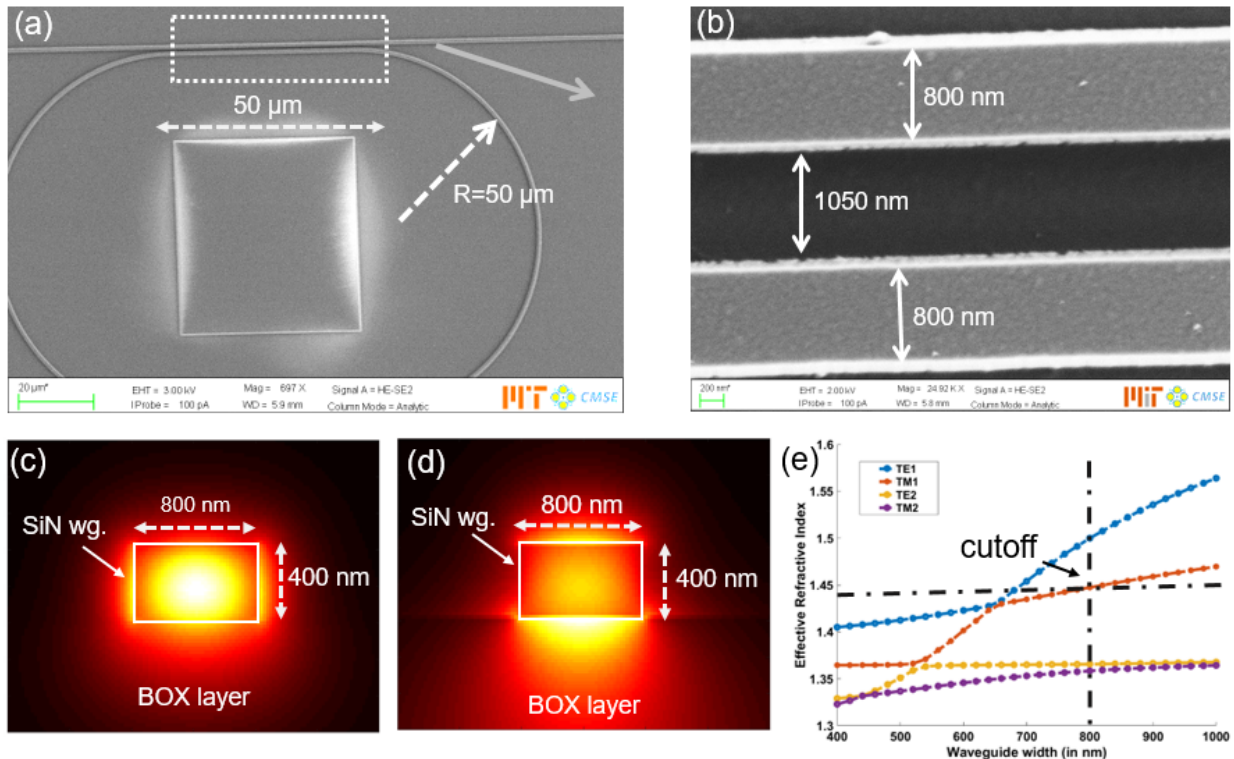 (a)
50 µm
R=50 µm
20 µm*
EHT = 3.00 kV
Mag = 697 X
Signal A = HE-SE2
I Probe = 100 pA
WD = 5.9 mm
Column Mode = Analytic
MIT CMSE
(b)
800 nm
1050 nm
800 nm
200 nm*
EHT = 2.00 kV
Mag = 24.92 K X
Signal A = HE-SE2
I Probe = 100 pA
WD = 5.8 mm
Column Mode = Analytic
MIT CMSE
(c)
800 nm
SiN wg.
400 nm
BOX layer
(d)
800 nm
SiN wg.
400 nm
BOX layer
(e)
TE1
TM1
TE2
TM2
cutoff
Effective Refractive Index
1.6
1.55
1.5
1.45
1.4
1.35
1.3
400 500 600 700 800 900 1000
Waveguide width (in nm)